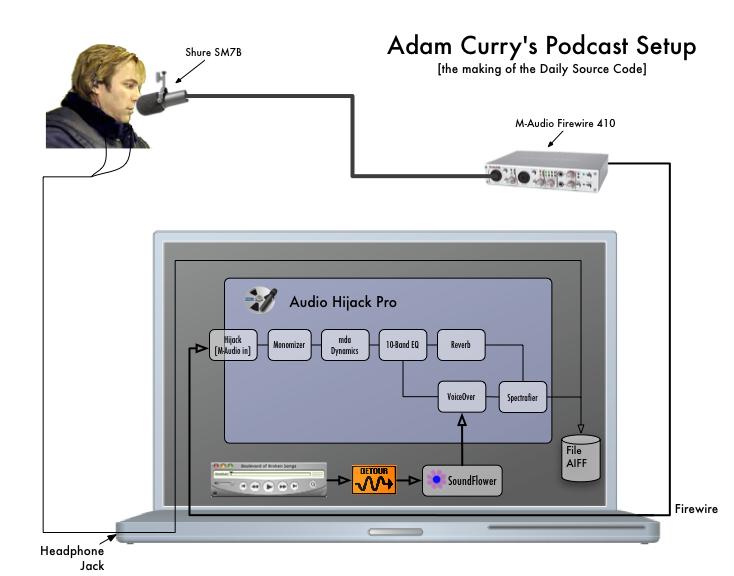 Adam Curry's Podcast Setup
[the making of the Daily Source Code]
Shure SM7B
M-Audio Firewire 410
Audio Hijack Pro
Hijack
[M-Audio in]
Monomizer
mda
Dynamics
10-Band EQ
Reverb
VoiceOver
Spectrafier
File
AIFF
Boulevard of Broken Songs
DETOUR
SoundFlower
Firewire
Headphone
Jack